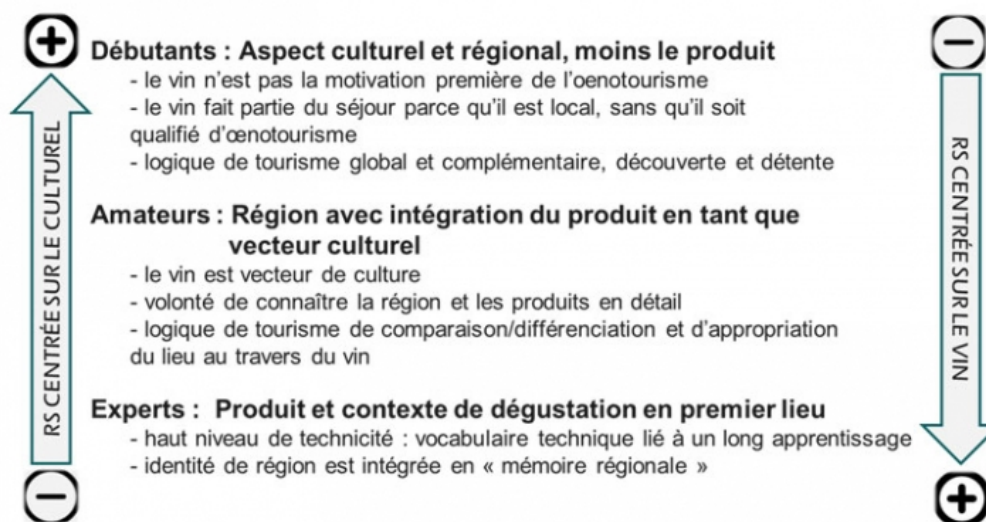 Débutants : Aspect culturel et régional, moins le produit
- le vin n'est pas la motivation première de l'oenotourisme
- le vin fait partie du séjour parce qu'il est local, sans qu'il soit
qualifié d'œnotourisme
- logique de tourisme global et complémentaire, découverte et détente
Amateurs : Région avec intégration du produit en tant que
vecteur culturel
- le vin est vecteur de culture
- volonté de connaître la région et les produits en détail
- logique de tourisme de comparaison/différenciation et d'appropriation
du lieu au travers du vin
Experts : Produit et contexte de dégustation en premier lieu
- haut niveau de technicité : vocabulaire technique lié à un long apprentissage
- identité de région est intégrée en « mémoire régionale »
RS CENTRÉE SUR LE CULTUREL
RS CENTRÉE SUR LE VIN